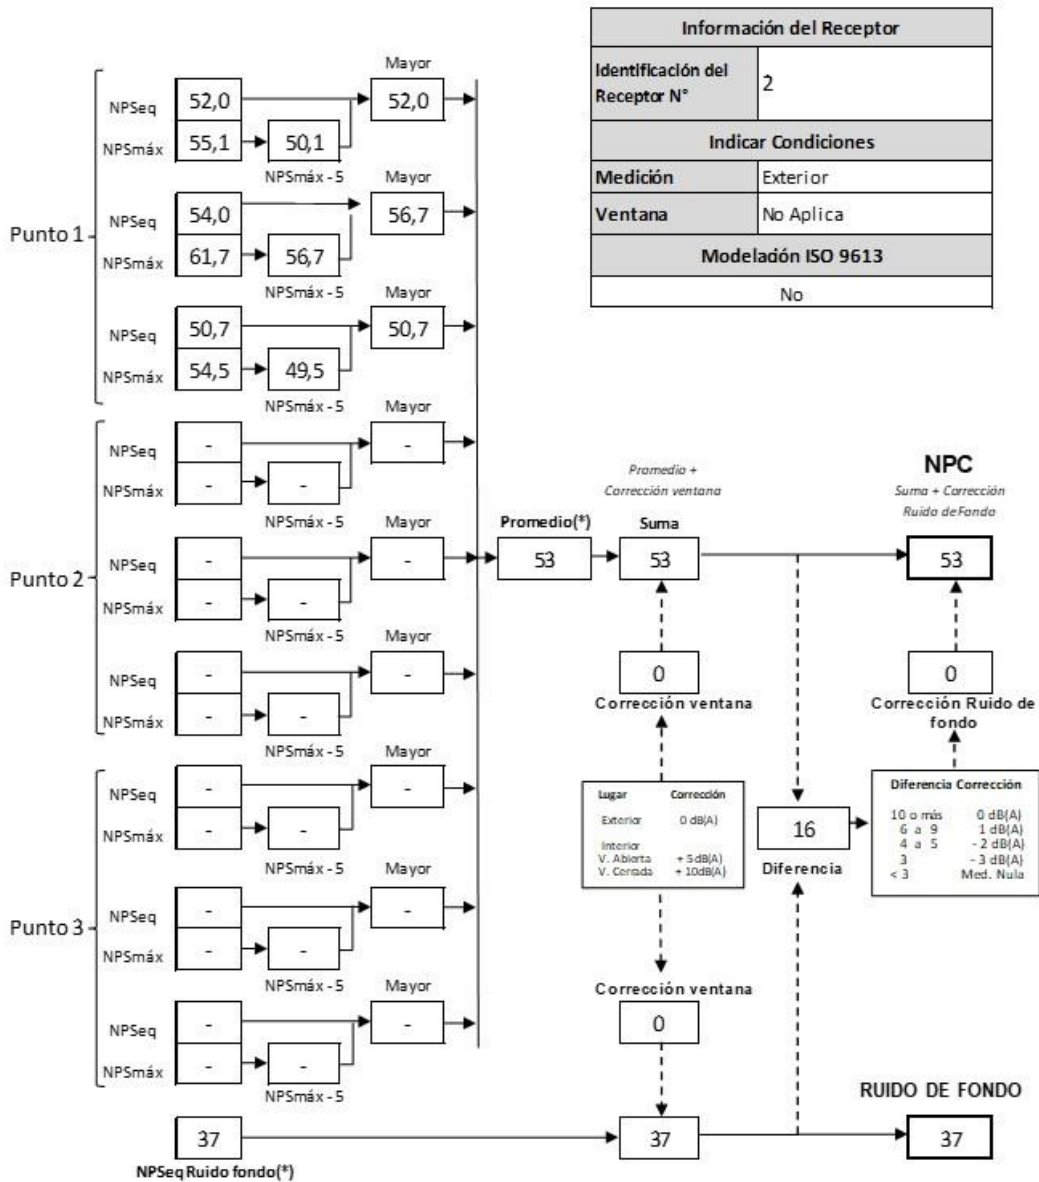 Información del Receptor
Identificación del Receptor N° 2
Indicar Condiciones
Medición Exterior
Ventana No Aplica
Modelación ISO 9613
No
Punto 1
Mayor
NPSeq 52,0 52,0
NPSmáx 55,1 50,1
NPSmáx - 5
Mayor
NPSeq 54,0 56,7
NPSmáx 61,7 56,7
NPSmáx - 5
Mayor
NPSeq 50,7 50,7
NPSmáx 54,5 49,5
NPSmáx - 5
Punto 2
Mayor
NPSeq - -
NPSmáx - -
NPSmáx - 5
Mayor
NPSeq - -
NPSmáx - -
NPSmáx - 5
Mayor
NPSeq - -
NPSmáx - -
NPSmáx - 5
Punto 3
Mayor
NPSeq - -
NPSmáx - -
NPSmáx - 5
Mayor
NPSeq - -
NPSmáx - -
NPSmáx - 5
Mayor
NPSeq - -
NPSmáx - -
NPSmáx - 5
Promedio(*)
53
Promedio +
Corrección ventana
Suma
53
0
Corrección ventana
NPC
Suma + Corrección
Ruido de Fondo
53
0
Corrección Ruido de
fondo
Lugar Corrección
Exterior 0 dB(A)
Interior
V. Abierta + 5dB(A)
V. Cerrada + 10dB(A)
16
Diferencia
Diferencia Corrección
10 o más 0 dB(A)
6 a 9 1 dB(A)
4 a 5 - 2 dB(A)
3 - 3 dB(A)
< 3 Med. Nula
Corrección ventana
0
37
NPSeq Ruido fondo(*)
37
RUIDO DE FONDO
37